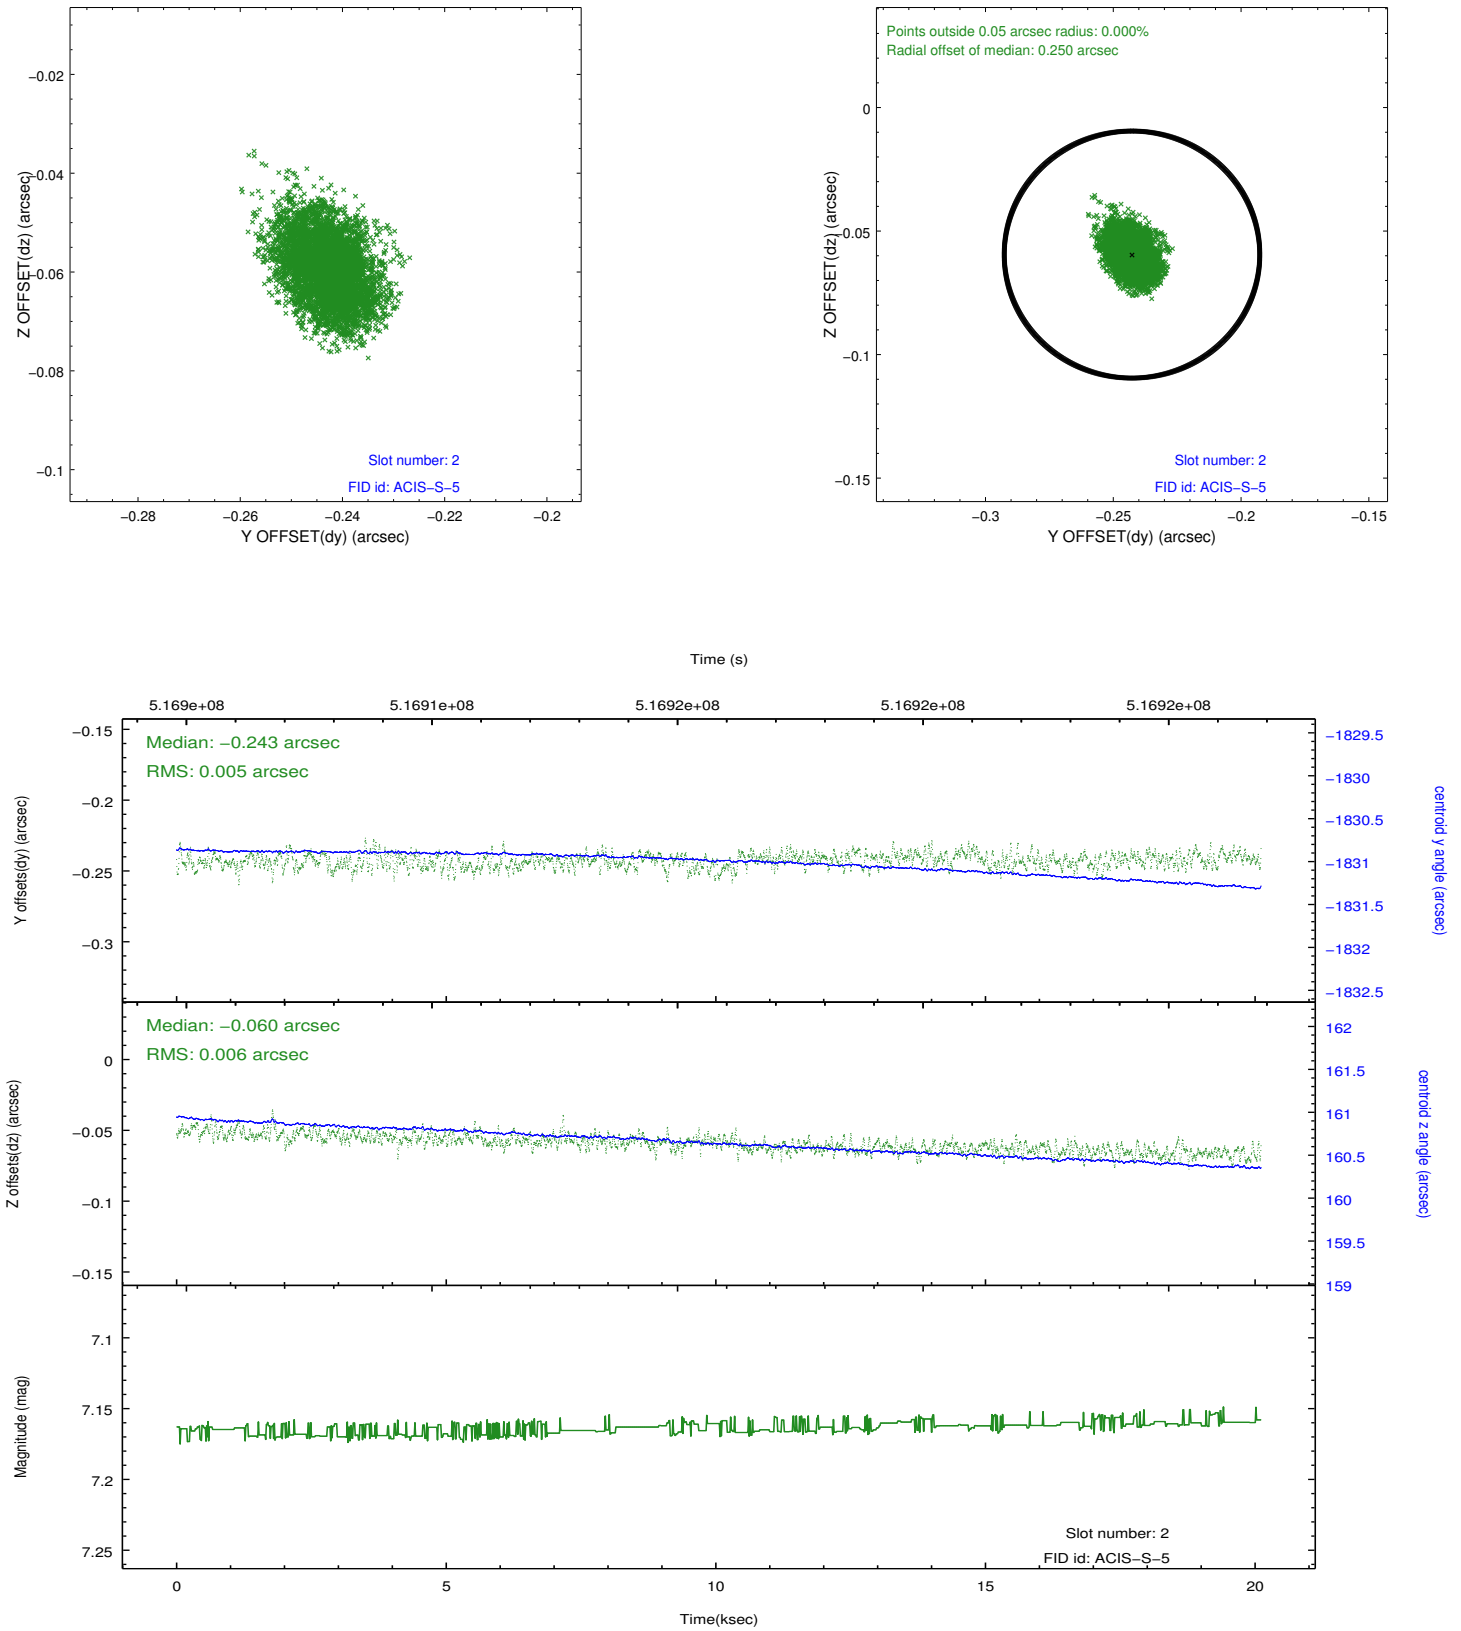 −0.02
−0.04
−0.06
−0.08
−0.1
Z OFFSET(dz) (arcsec)
Slot number: 2
FID id: ACIS−S−5
−0.28
−0.26
−0.24
−0.22
−0.2
Y OFFSET(dy) (arcsec)
Points outside 0.05 arcsec radius: 0.000%
Radial offset of median: 0.250 arcsec
0
−0.05
−0.1
−0.15
Z OFFSET(dz) (arcsec)
Slot number: 2
FID id: ACIS−S−5
−0.3
−0.25
−0.2
−0.15
Y OFFSET(dy) (arcsec)
Time (s)
5.169e+08
5.1691e+08
5.1692e+08
5.1692e+08
5.1692e+08
−0.15
−0.2
−0.25
−0.3
Y offsets(dy) (arcsec)
Median: −0.243 arcsec
RMS: 0.005 arcsec
−1829.5
−1830
−1830.5
−1831
−1831.5
−1832
−1832.5
centroid y angle (arcsec)
0
−0.05
−0.1
−0.15
Z offsets(dz) (arcsec)
Median: −0.060 arcsec
RMS: 0.006 arcsec
162
161.5
161
160.5
160
159.5
159
centroid z angle (arcsec)
7.1
7.15
7.2
7.25
Magnitude (mag)
Slot number: 2
FID id: ACIS−S−5
0
5
10
15
20
Time(ksec)